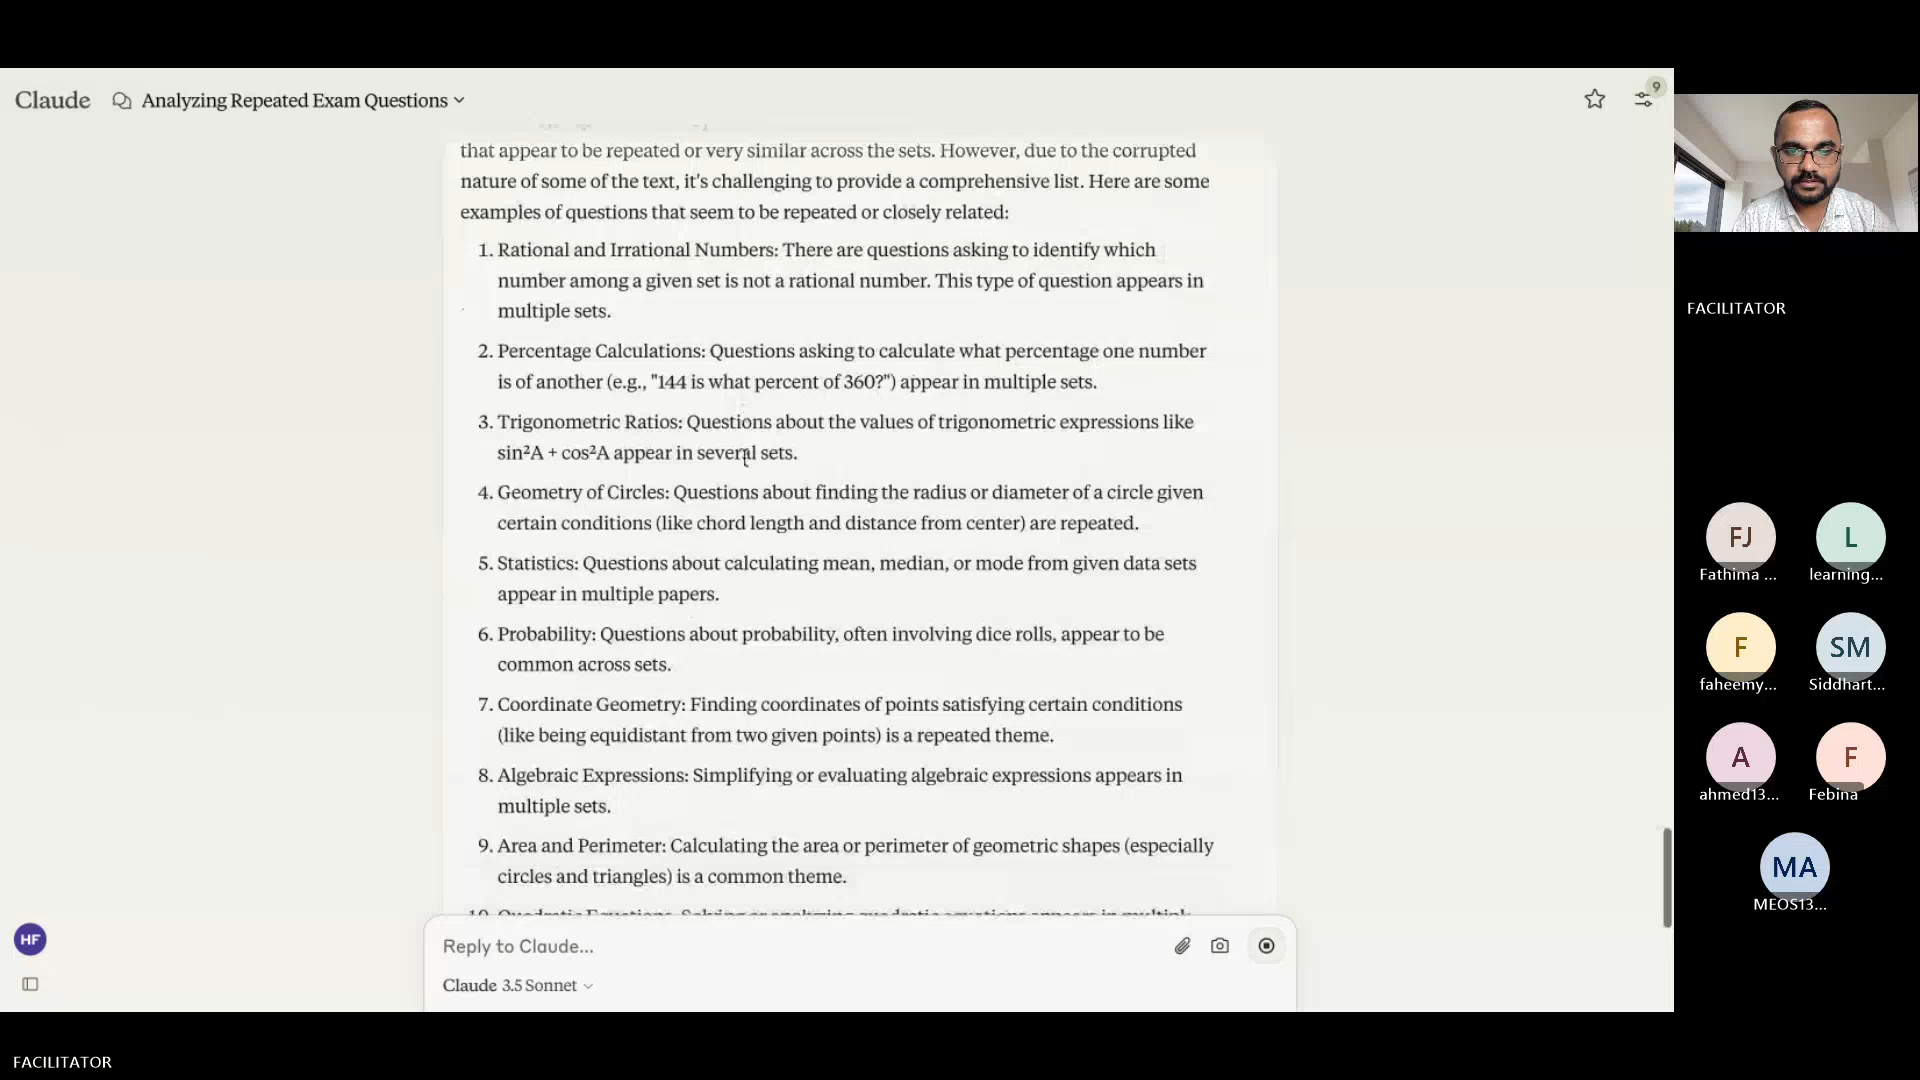 Claude
Analyzing Repeated Exam Questions
9
that appear to be repeated or very similar across the sets. However, due to the corrupted
nature of some of the text, it's challenging to provide a comprehensive list. Here are some
examples of questions that seem to be repeated or closely related:
1. Rational and Irrational Numbers: There are questions asking to identify which
number among a given set is not a rational number. This type of question appears in
multiple sets.
2. Percentage Calculations: Questions asking to calculate what percentage one number
is of another (e.g., "144 is what percent of 360?") appear in multiple sets.
3. Trigonometric Ratios: Questions about the values of trigonometric expressions like
sin²A + cos²A appear in several sets.
4. Geometry of Circles: Questions about finding the radius or diameter of a circle given
certain conditions (like chord length and distance from center) are repeated.
5. Statistics: Questions about calculating mean, median, or mode from given data sets
appear in multiple papers.
6. Probability: Questions about probability, often involving dice rolls, appear to be
common across sets.
7. Coordinate Geometry: Finding coordinates of points satisfying certain conditions
(like being equidistant from two given points) is a repeated theme.
8. Algebraic Expressions: Simplifying or evaluating algebraic expressions appears in
multiple sets.
9. Area and Perimeter: Calculating the area or perimeter of geometric shapes (especially
circles and triangles) is a common theme.
10. Quadratic Equations: Solving or analyzing quadratic equations appears in
Reply to Claude...
Claude 3.5 Sonnet
HF
FACILITATOR
FJ
Fathima ...
L
learning...
F
faheemy...
SM
Siddhart...
A
ahmed13...
F
Febina
MA
MEOS13...
FACILITATOR